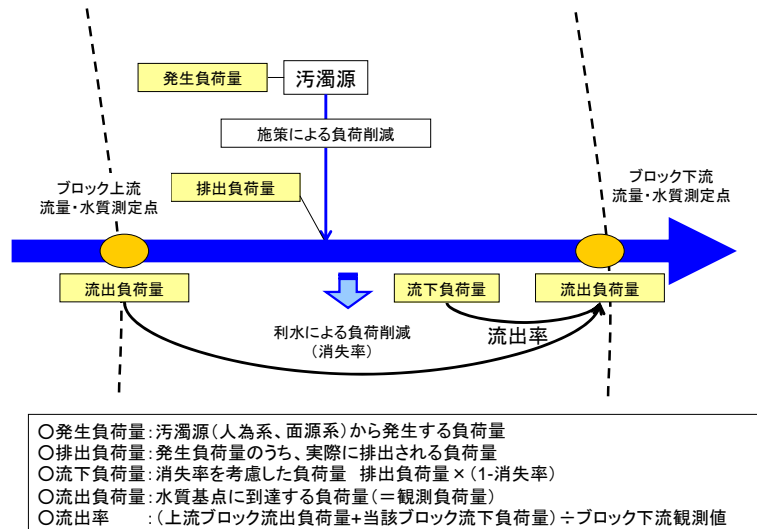 発生負荷量
汚濁源
施策による負荷削減
ブロック上流
流量・水質測定点
排出負荷量
ブロック下流
流量・水質測定点
流出負荷量
流下負荷量
流出負荷量
利水による負荷削減
(消失率)
流出率
○発生負荷量:汚濁源(人為系、面源系)から発生する負荷量
○排出負荷量:発生負荷量のうち、実際に排出される負荷量
○流下負荷量:消失率を考慮した負荷量 排出負荷量×(1-消失率)
○流出負荷量:水質基点に到達する負荷量(=観測負荷量)
○流出率 :(上流ブロック流出負荷量+当該ブロック流下負荷量)÷ブロック下流観測値